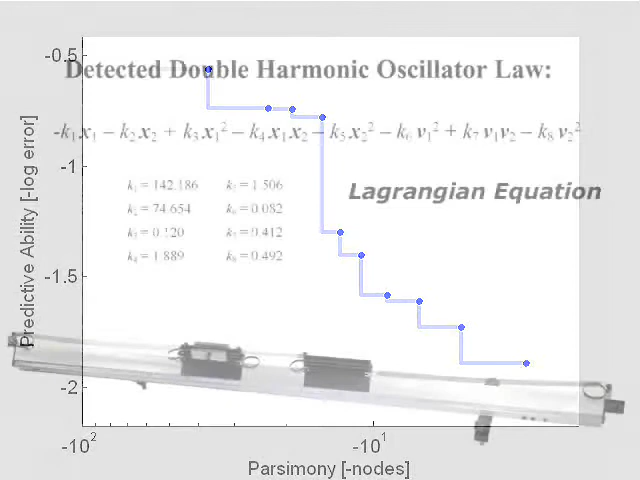 -0.5
Detected Double Harmonic Oscillator Law:
-k₁x₁ – k₂x₂ + k₃x₁² – k₄x₁x₂ – k₅x₂² – k₆v₁² + k₇v₁v₂ – k₈v₂²
-1
k₁ = 142.186 k₅ = 1.506
Lagrangian Equation
k₂ = 74.654 k₆ = 0.082
k₃ = 0.120 k₇ = 0.412
k₄ = 1.889 k₈ = 0.492
Predictive Ability [-log error]
-1.5
-2
-10² -10¹
Parsimony [-nodes]